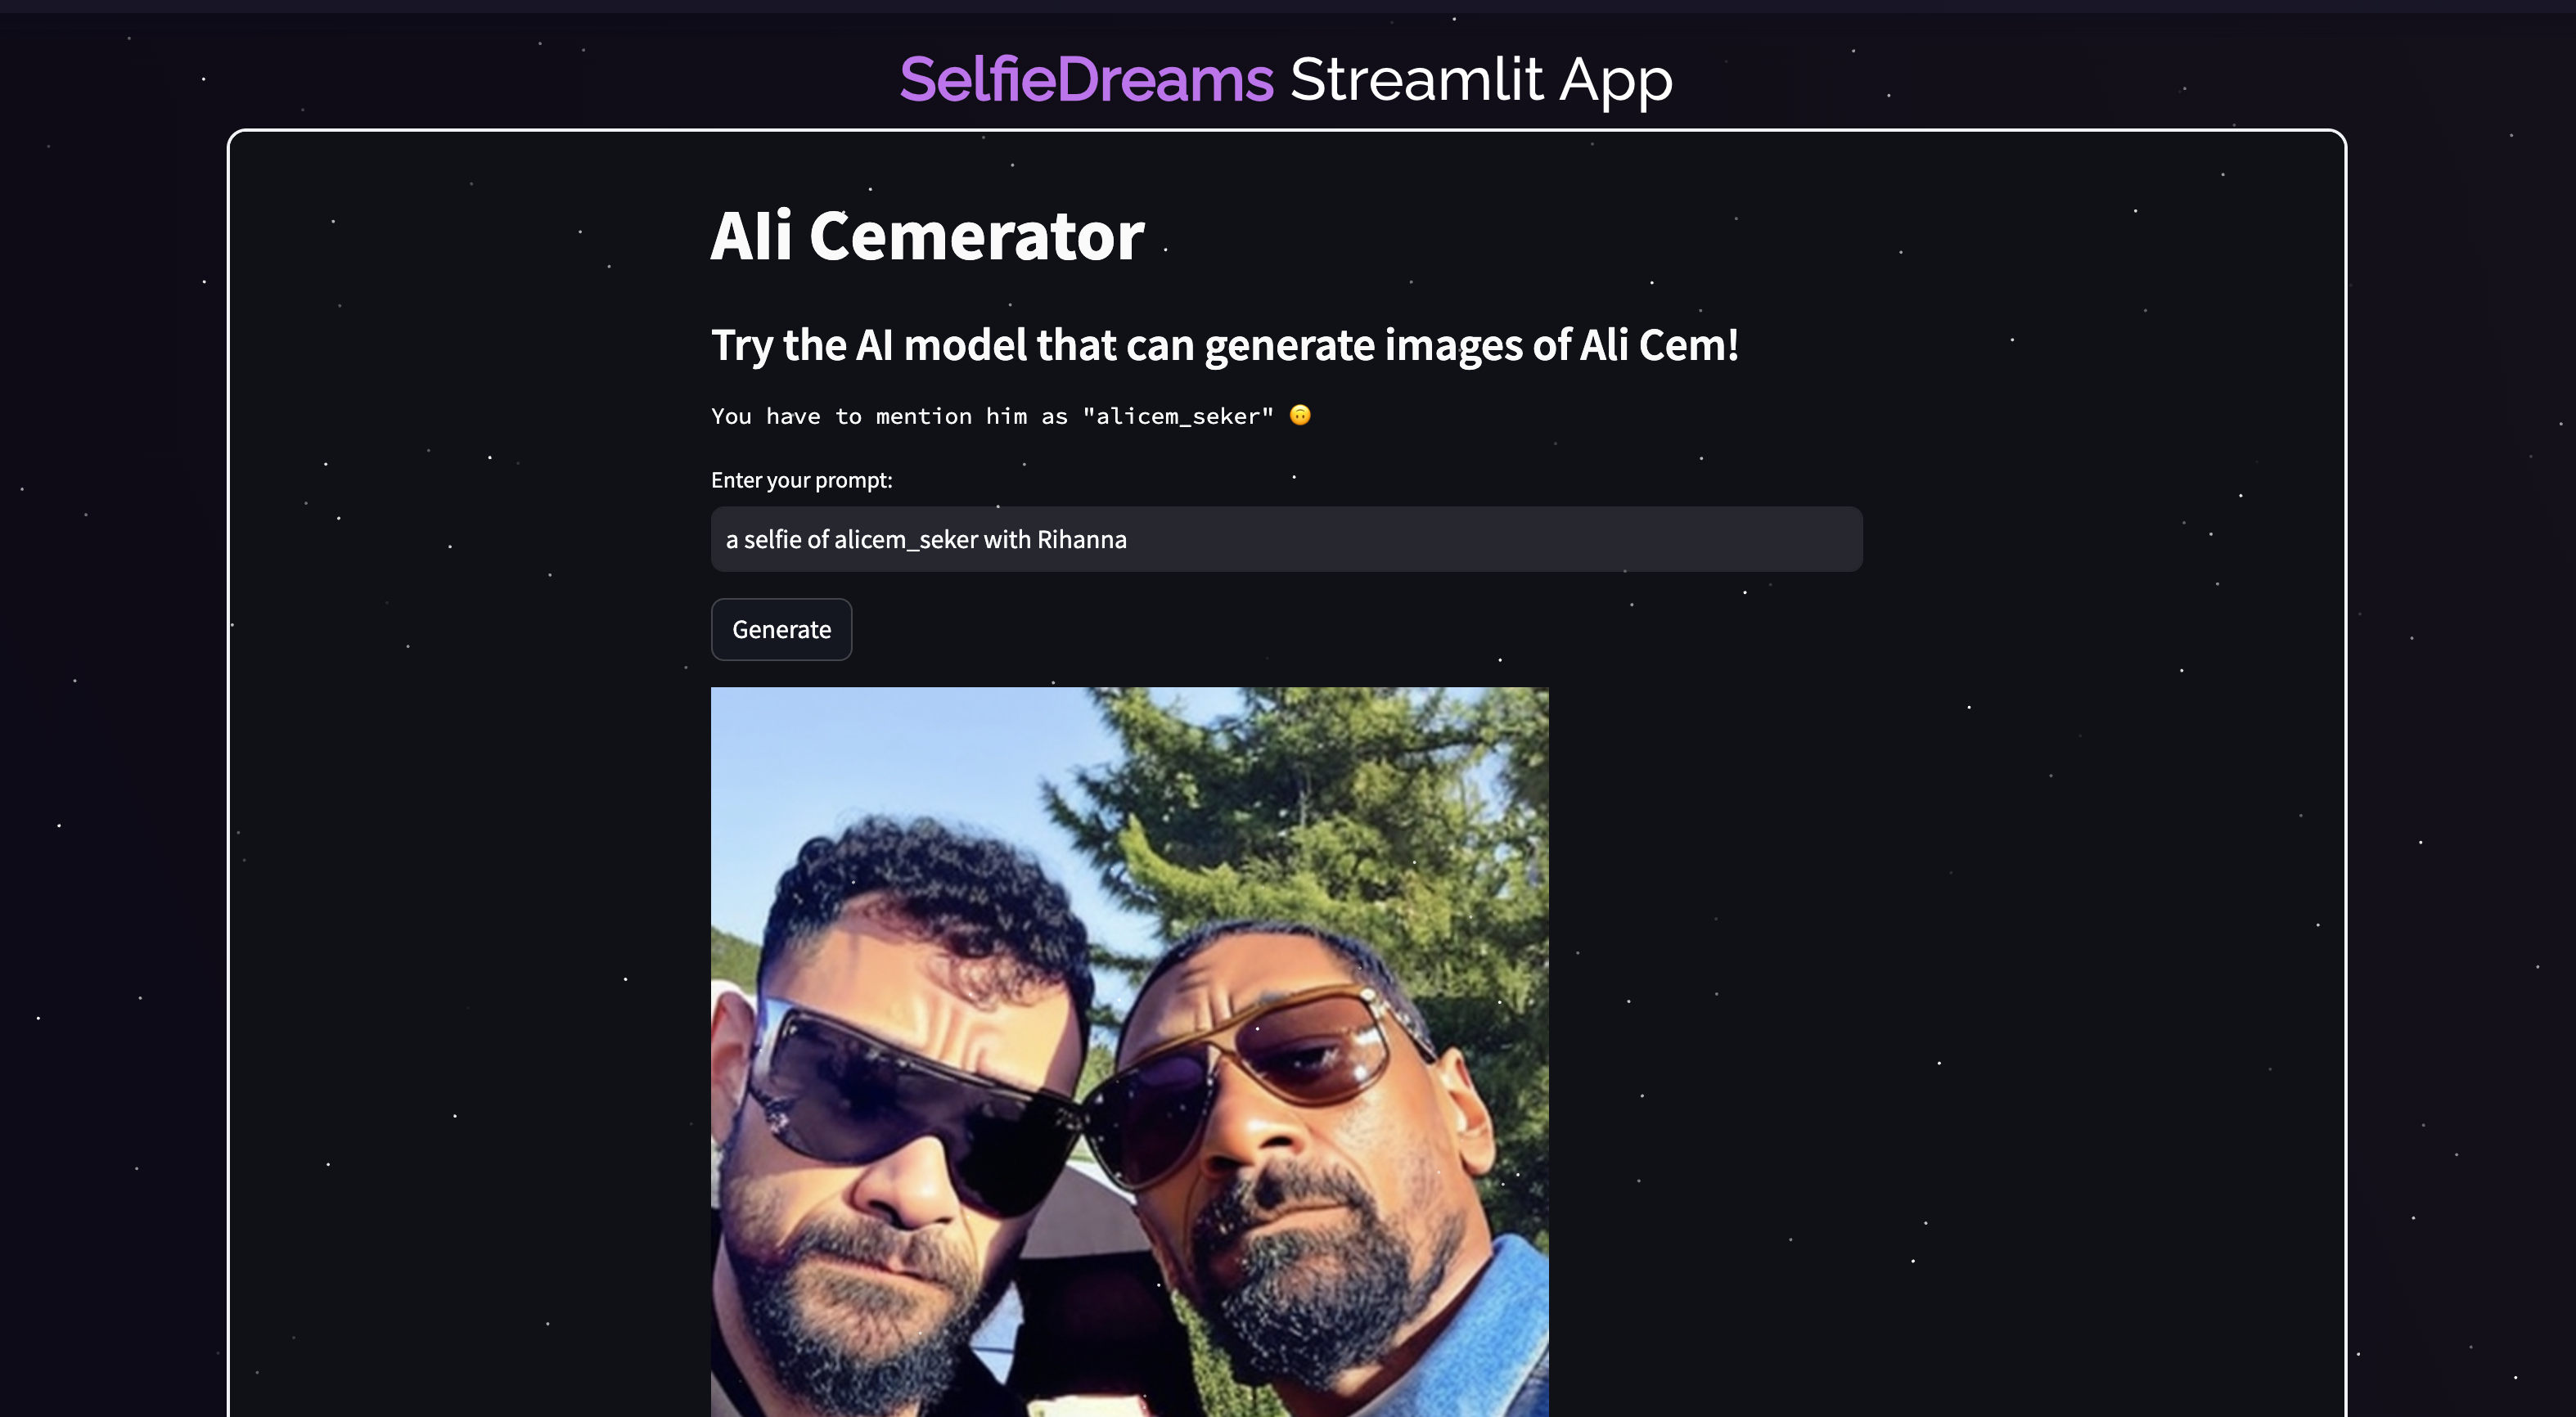 SelfieDreams Streamlit App
AIi Cemerator
Try the AI model that can generate images of Ali Cem!
You have to mention him as "alicem_seker" 🙃
Enter your prompt:
a selfie of alicem_seker with Rihanna
Generate